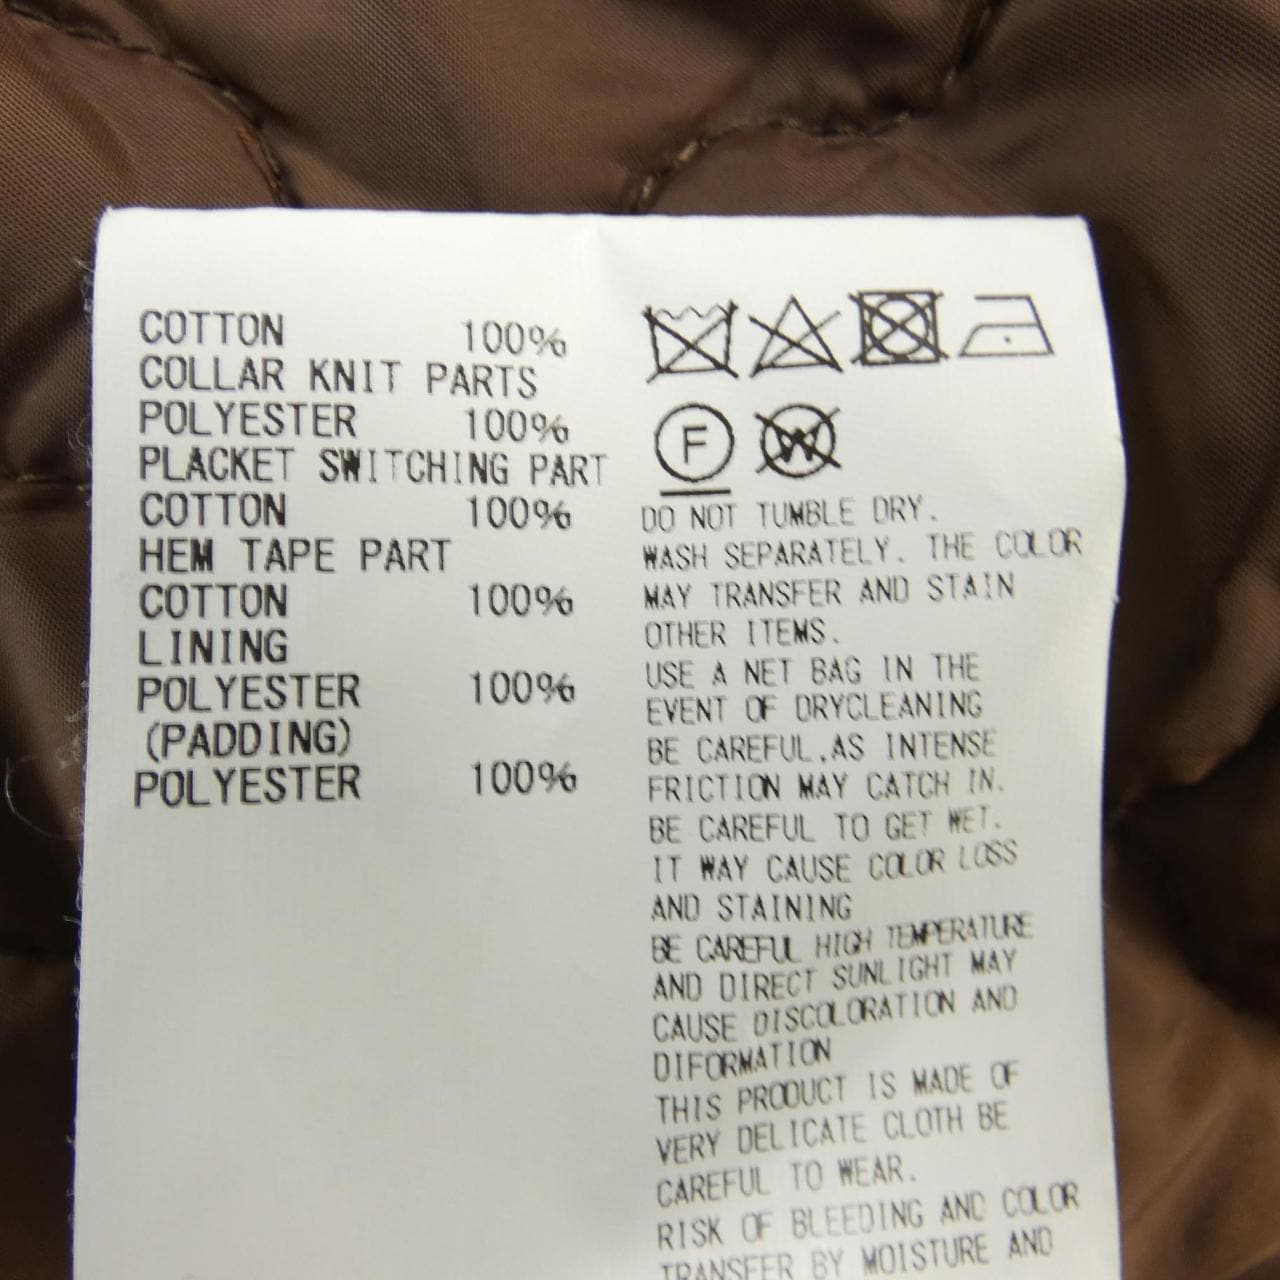 COTTON 100%
COLLAR KNIT PARTS
POLYESTER 100%
PLACKET SWITCHING PART
COTTON 100%
HEM TAPE PART
COTTON 100%
LINING
POLYESTER 100%
(PADDING)
POLYESTER 100%
F
W
DO NOT TUMBLE DRY.
WASH SEPARATELY. THE COLOR
MAY TRANSFER AND STAIN
OTHER ITEMS.
USE A NET BAG IN THE
EVENT OF DRYCLEANING
BE CAREFUL,AS INTENSE
FRICTION MAY CATCH IN.
BE CAREFUL TO GET WET.
IT WAY CAUSE COLOR LOSS
AND STAINING
BE CAREFUL HIGH TEMPERATURE
AND DIRECT SUNLIGHT MAY
CAUSE DISCOLORATION AND
DIFORMATION
THIS PRODUCT IS MADE OF
VERY DELICATE CLOTH BE
CAREFUL TO WEAR.
RISK OF BLEEDING AND COLOR
TRANSFER BY MOISTURE AND